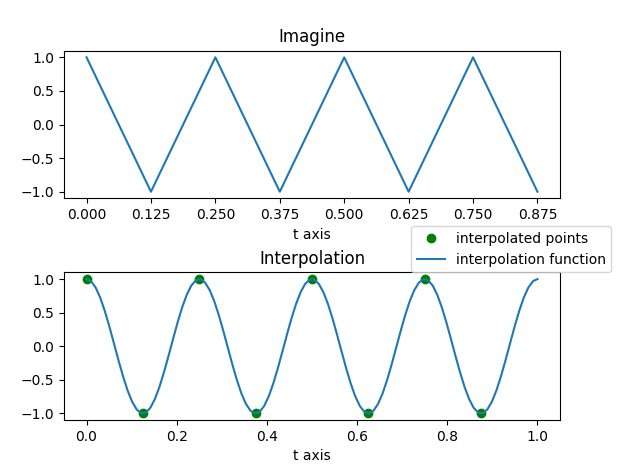 Imagine
1.0
0.5
0.0
−0.5
−1.0
0.000 0.125 0.250 0.375 0.500 0.625 0.750 0.875
t axis
interpolated points
interpolation function
Interpolation
1.0
0.5
0.0
−0.5
−1.0
0.0 0.2 0.4 0.6 0.8 1.0
t axis